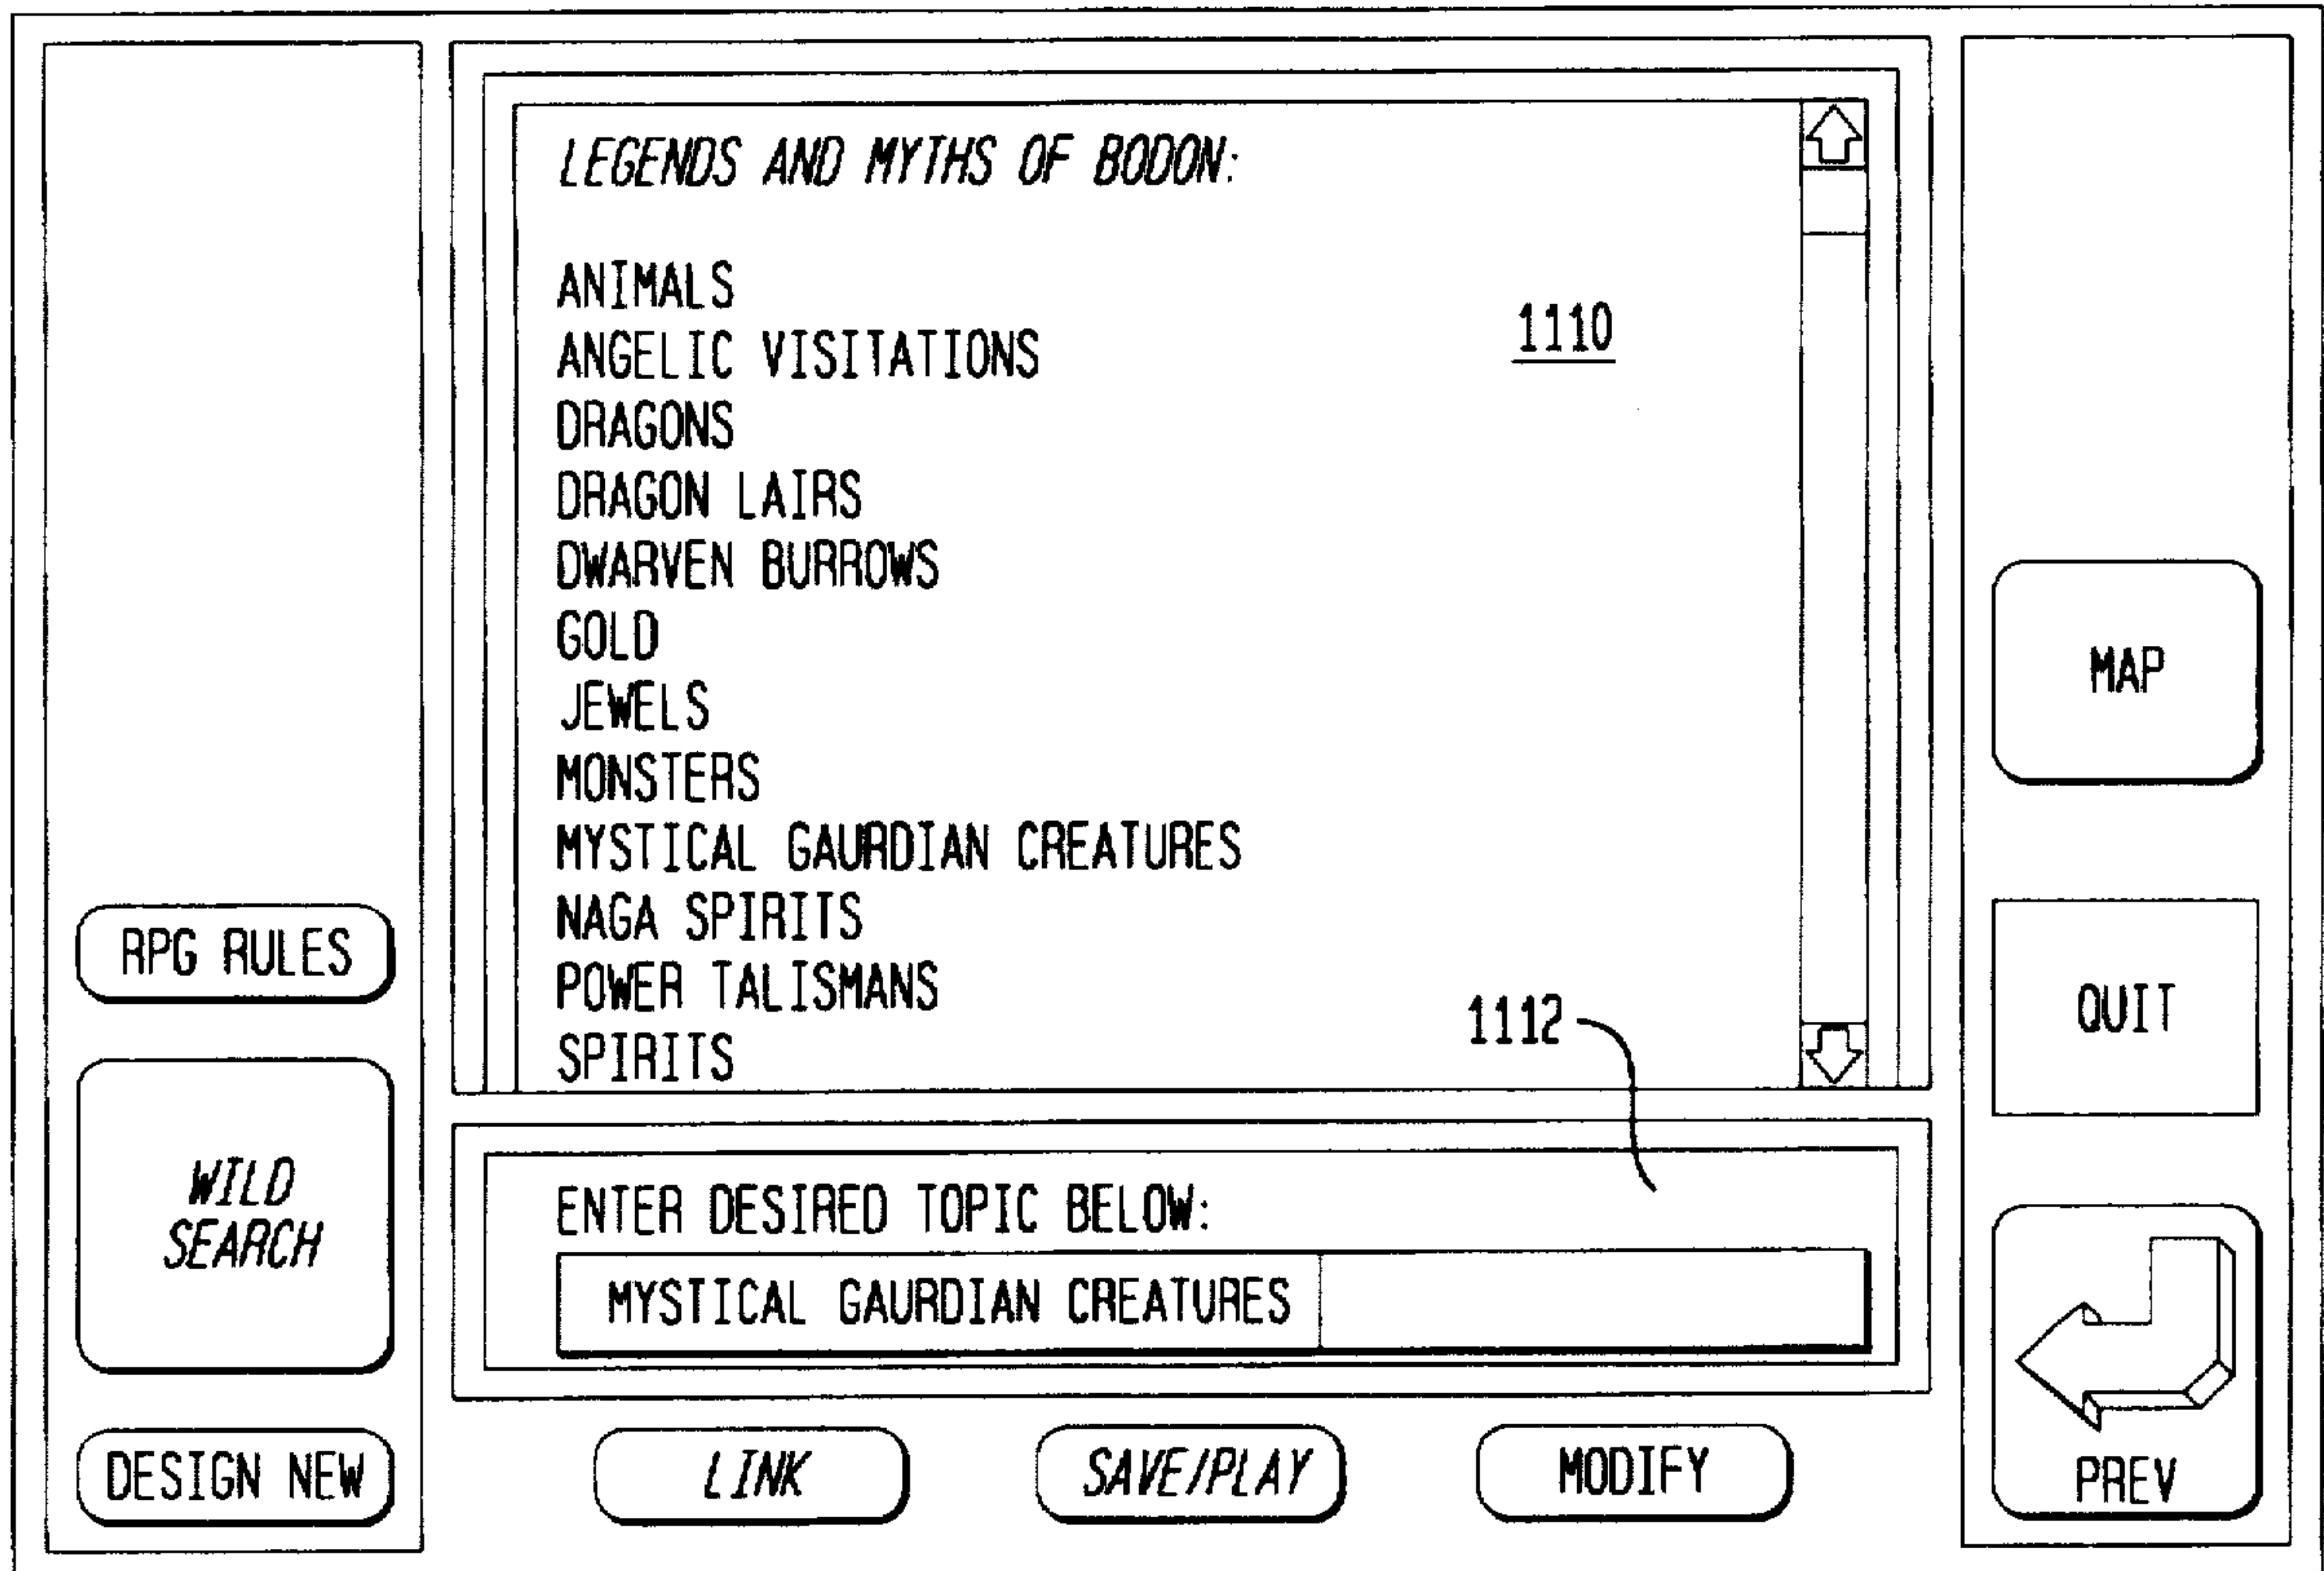 LEGENDS AND MYTHS OF BODON:
ANIMALS
ANGELIC VISITATIONS
1110
DRAGONS
DRAGON LAIRS
DWARVEN BURROWS
GOLD
JEWELS
MONSTERS
MYSTICAL GAURDIAN CREATURES
NAGA SPIRITS
POWER TALISMANS
SPIRITS
1112
ENTER DESIRED TOPIC BELOW:
MYSTICAL GAURDIAN CREATURES
RPG RULES
WILD
SEARCH
DESIGN NEW
LINK
SAVE/PLAY
MODIFY
MAP
QUIT
PREV